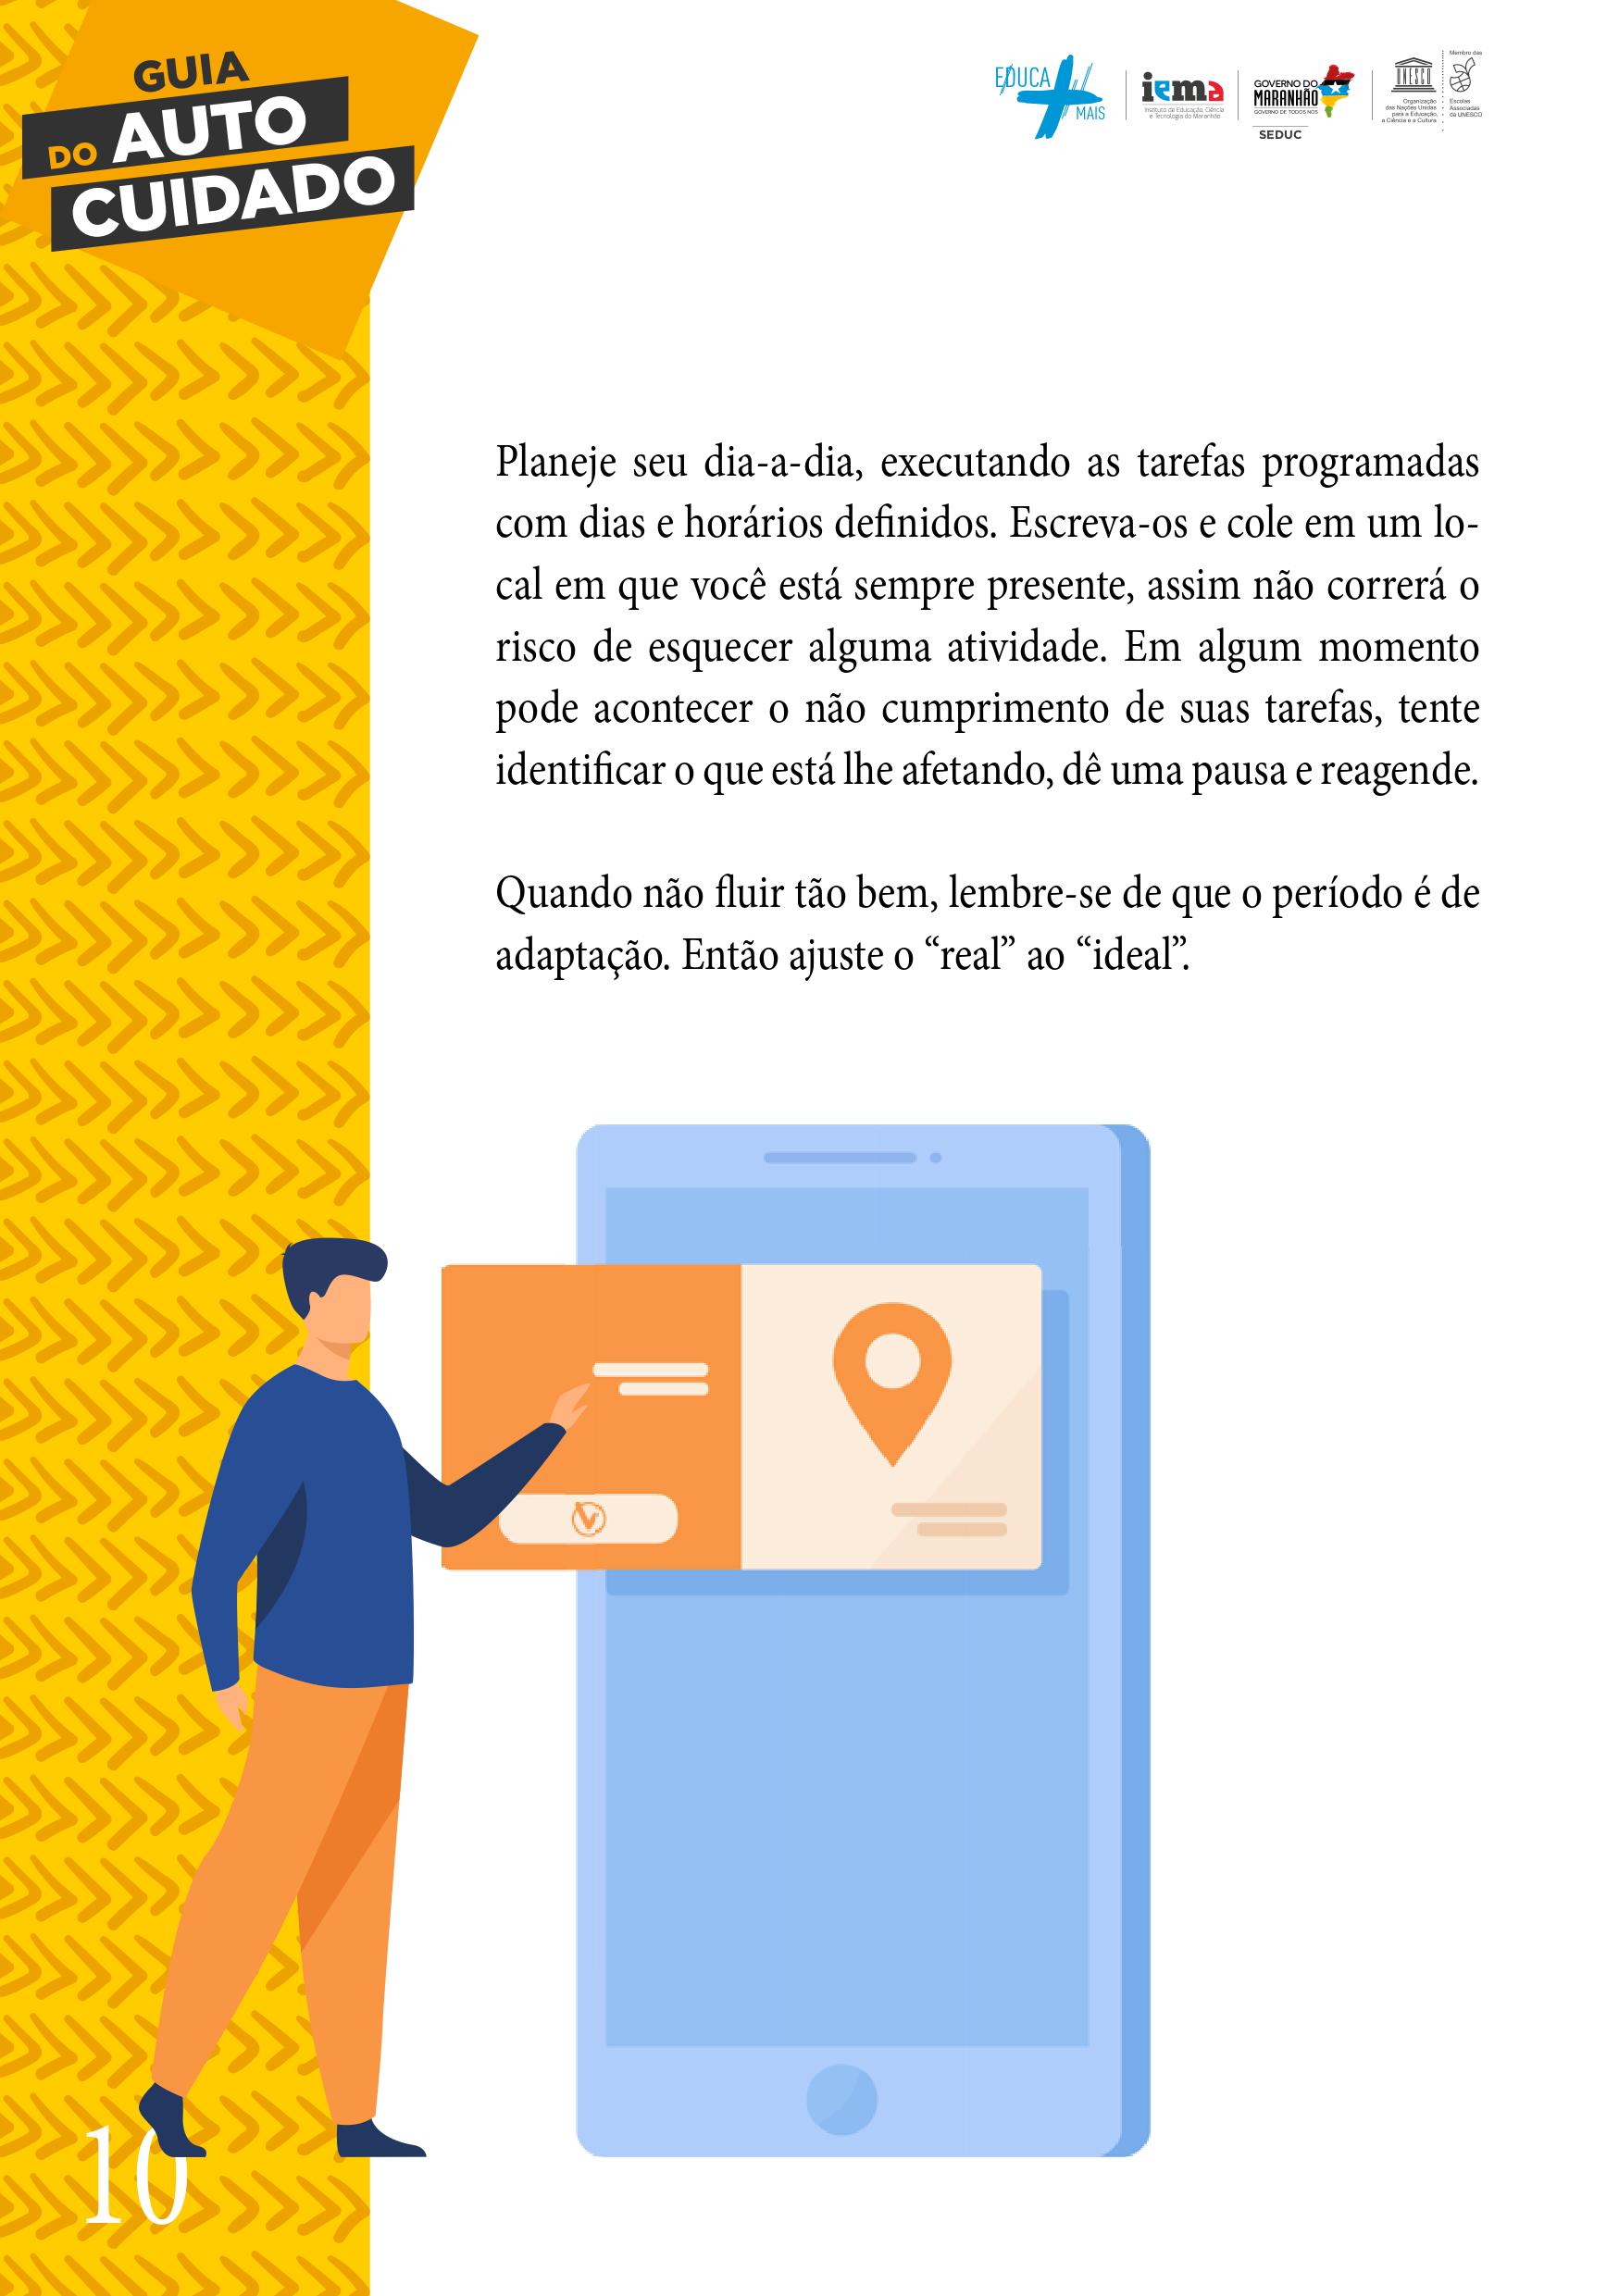 GUIA
DO AUTO
CUIDADO
EDUCA
MAIS
iema
Instituto de Educação, Ciência
e Tecnologia do Maranhão
GOVERNO DO
MARANHÃO
GOVERNO DE TODOS NÓS
SEDUC
UNESCO
Organização
das Nações Unidas
para a Educação,
a Ciência e a Cultura
Membro das
Escolas
Associadas
da UNESCO
Planeje seu dia-a-dia, executando as tarefas programadas
com dias e horários definidos. Escreva-os e cole em um lo-
cal em que você está sempre presente, assim não correrá o
risco de esquecer alguma atividade. Em algum momento
pode acontecer o não cumprimento de suas tarefas, tente
identificar o que está lhe afetando, dê uma pausa e reagende.
Quando não fluir tão bem, lembre-se de que o período é de
adaptação. Então ajuste o “real” ao “ideal”.
10